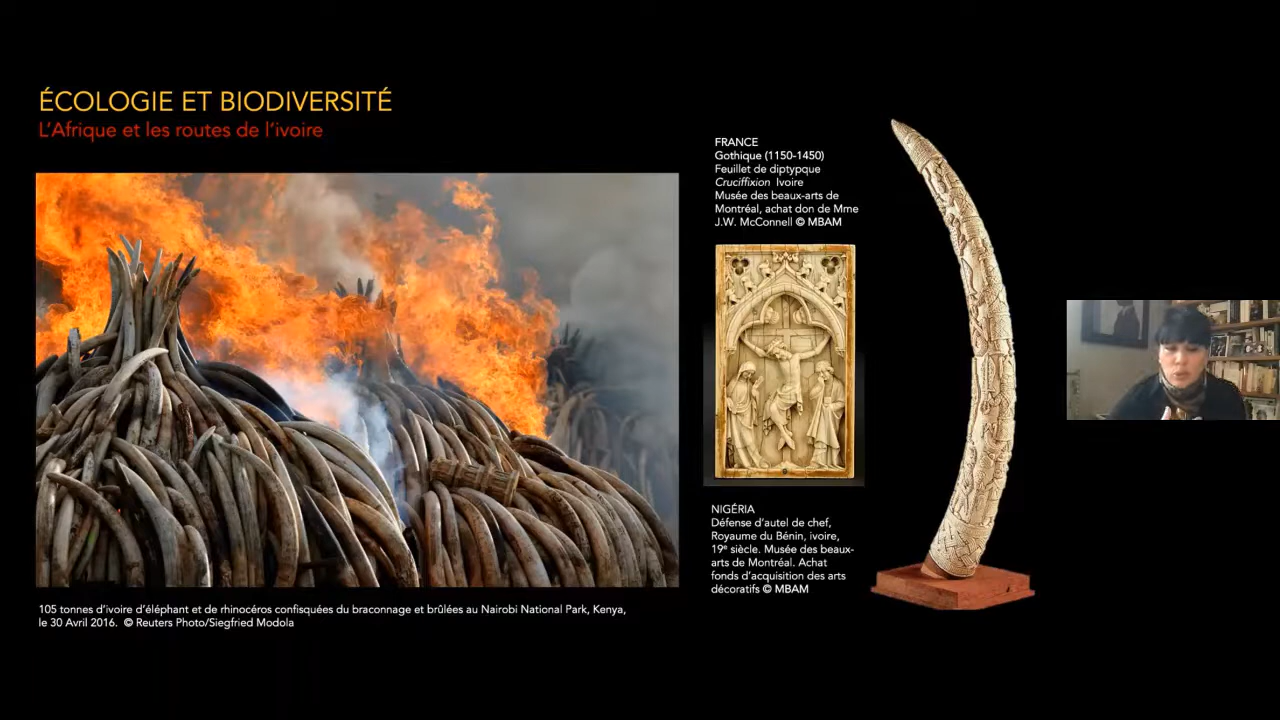 ÉCOLOGIE ET BIODIVERSITÉ
L'Afrique et les routes de l'ivoire
FRANCE
Gothique (1150-1450)
Feuillet de diptypque
Cruciffixion Ivoire
Musée des beaux-arts de
Montréal, achat don de Mme
J.W. McConnell © MBAM
NIGÉRIA
Défense d'autel de chef,
Royaume du Bénin, ivoire,
19e siècle. Musée des beaux-
arts de Montréal. Achat
fonds d'acquisition des arts
décoratifs © MBAM
105 tonnes d'ivoire d'éléphant et de rhinocéros confisquées du braconnage et brûlées au Nairobi National Park, Kenya,
le 30 Avril 2016. © Reuters Photo/Siegfried Modola